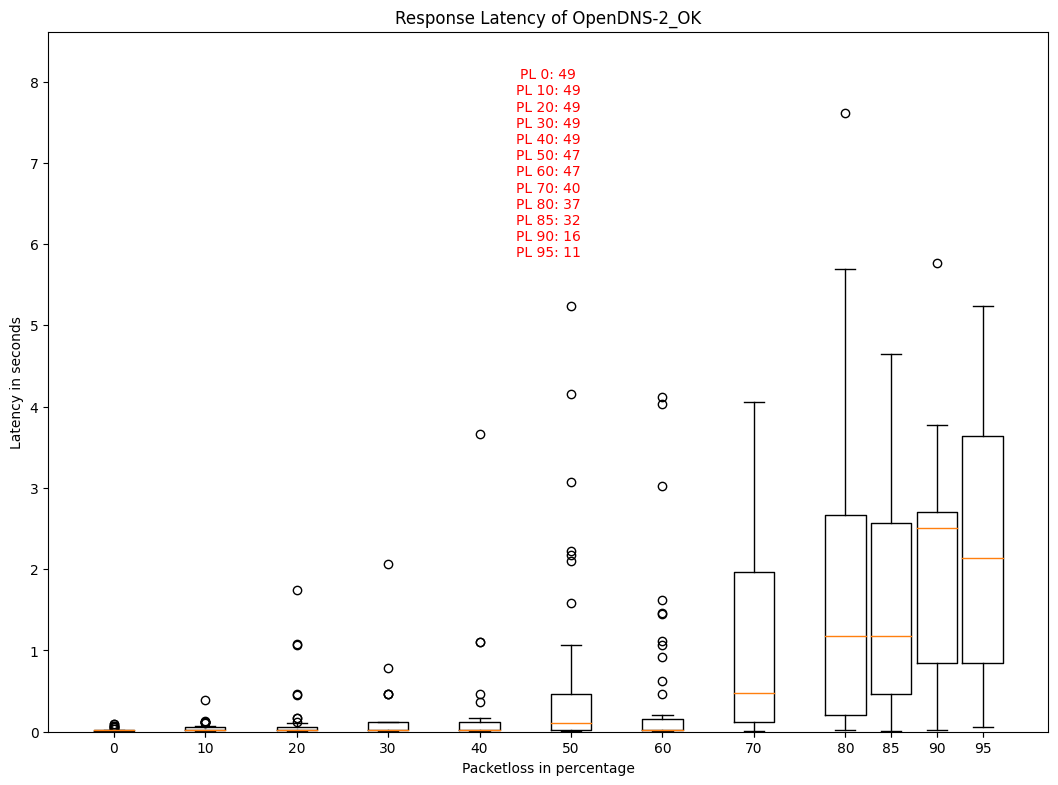 Response Latency of OpenDNS-2_OK
PL 0: 49
PL 10: 49
PL 20: 49
PL 30: 49
PL 40: 49
PL 50: 47
PL 60: 47
PL 70: 40
PL 80: 37
PL 85: 32
PL 90: 16
PL 95: 11
Latency in seconds
8
7
6
5
4
3
2
1
0
0 10 20 30 40 50 60 70 80 85 90 95
Packetloss in percentage